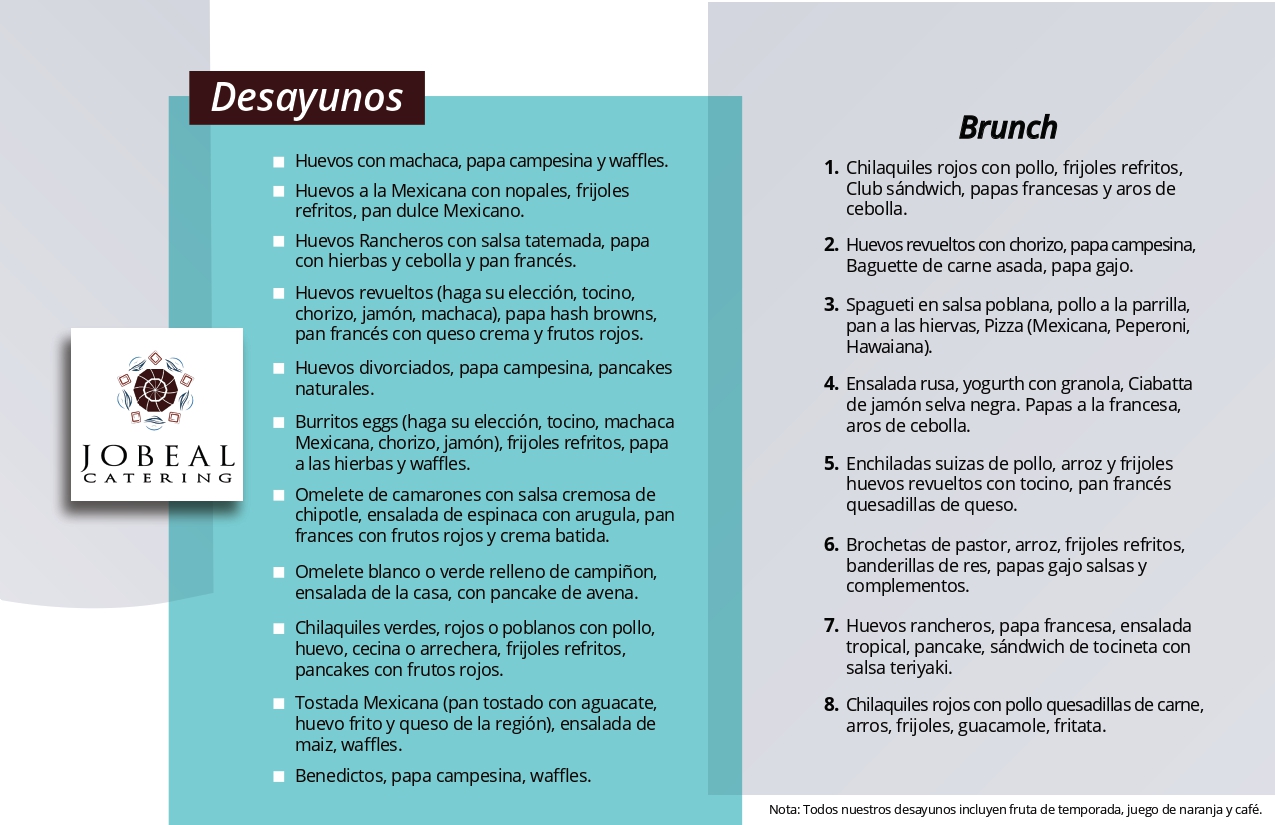 Desayunos
Huevos con machaca, papa campesina y waffles.
Huevos a la Mexicana con nopales, frijoles
refritos, pan dulce Mexicano.
Huevos Rancheros con salsa tatemada, papa
con hierbas y cebolla y pan francés.
Huevos revueltos (haga su elección, tocino,
chorizo, jamón, machaca), papa hash browns,
pan francés con queso crema y frutos rojos.
Huevos divorciados, papa campesina, pancakes
naturales.
Burritos eggs (haga su elección, tocino, machaca
Mexicana, chorizo, jamón), frijoles refritos, papa
a las hierbas y waffles.
Omelete de camarones con salsa cremosa de
chipotle, ensalada de espinaca con arugula, pan
frances con frutos rojos y crema batida.
Omelete blanco o verde relleno de campiñon,
ensalada de la casa, con pancake de avena.
Chilaquiles verdes, rojos o poblanos con pollo,
huevo, cecina o arrechera, frijoles refritos,
pancakes con frutos rojos.
Tostada Mexicana (pan tostado con aguacate,
huevo frito y queso de la región), ensalada de
maiz, waffles.
Benedictos, papa campesina, waffles.
JOBEAL
CATERING
Brunch
1. Chilaquiles rojos con pollo, frijoles refritos,
Club sándwich, papas francesas y aros de
cebolla.
2. Huevos revueltos con chorizo, papa campesina,
Baguette de carne asada, papa gajo.
3. Spagueti en salsa poblana, pollo a la parrilla,
pan a las hiervas, Pizza (Mexicana, Peperoni,
Hawaiana).
4. Ensalada rusa, yogurth con granola, Ciabatta
de jamón selva negra. Papas a la francesa,
aros de cebolla.
5. Enchiladas suizas de pollo, arroz y frijoles
huevos revueltos con tocino, pan francés
quesadillas de queso.
6. Brochetas de pastor, arroz, frijoles refritos,
banderillas de res, papas gajo salsas y
complementos.
7. Huevos rancheros, papa francesa, ensalada
tropical, pancake, sándwich de tocineta con
salsa teriyaki.
8. Chilaquiles rojos con pollo quesadillas de carne,
arros, frijoles, guacamole, fritata.
Nota: Todos nuestros desayunos incluyen fruta de temporada, juego de naranja y café.